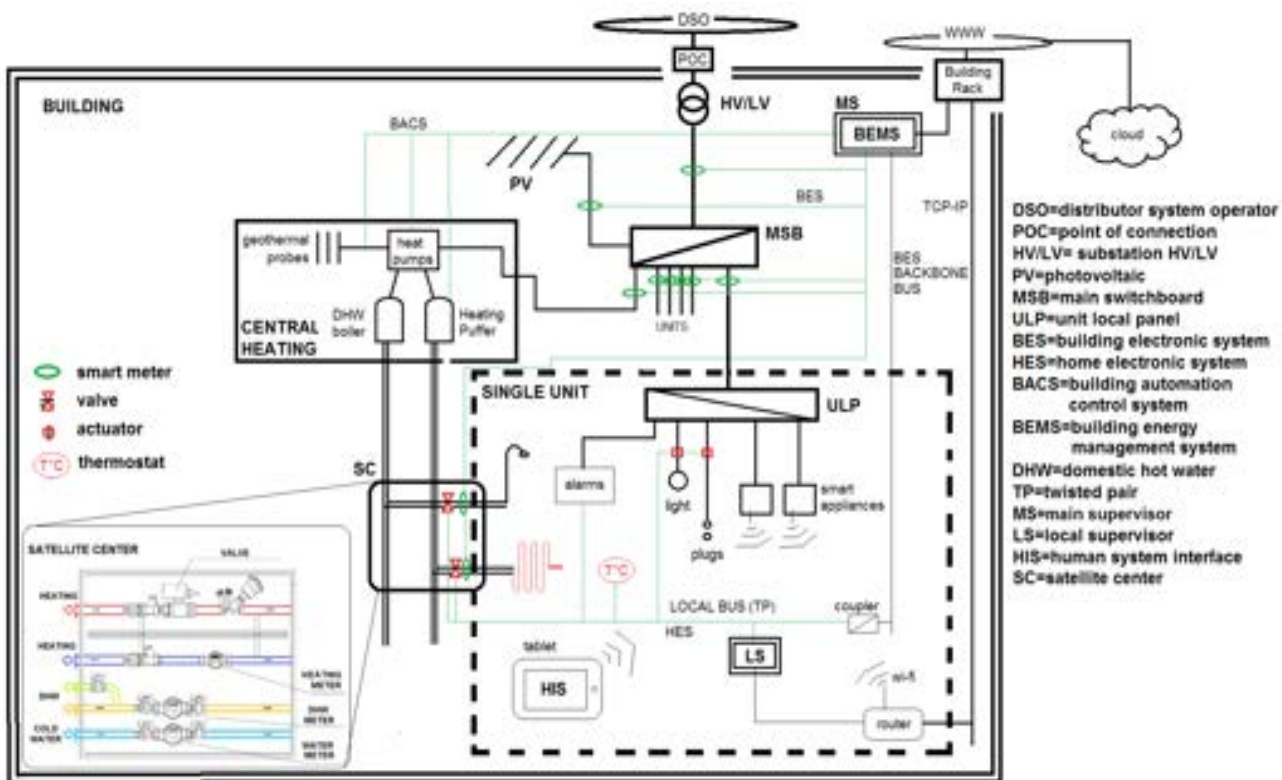 DSO
WWW
POC
Building
Rack
BUILDING
HV/LV
MS
BACS
BEMS
cloud
PV
BES
TCP-IP
DSO=distributor system operator
POC=point of connection
HV/LV= substation HV/LV
PV=photovoltaic
MSB=main switchboard
ULP=unit local panel
BES=building electronic system
HES=home electronic system
BACS=building automation
control system
BEMS=building energy
management system
DHW=domestic hot water
TP=twisted pair
MS=main supervisor
LS=local supervisor
HIS=human system interface
SC=satellite center
MSB
geothermal
probes
heat
pumps
BES
BACKBONE
BUS
DHW
boiler
Heating
Puffer
UNITS
CENTRAL
HEATING
smart meter
valve
actuator
T°C thermostat
SINGLE UNIT
ULP
SC
alarms
light
smart
appliances
plugs
T°C
LOCAL BUS (TP)
coupler
HES
tablet
LS
HIS
wi-fi
router
SATELLITE CENTER
VALVE
HEATING
HEATING
HEATING
METER
DHW
DHW
METER
COLD
WATER
WATER
METER